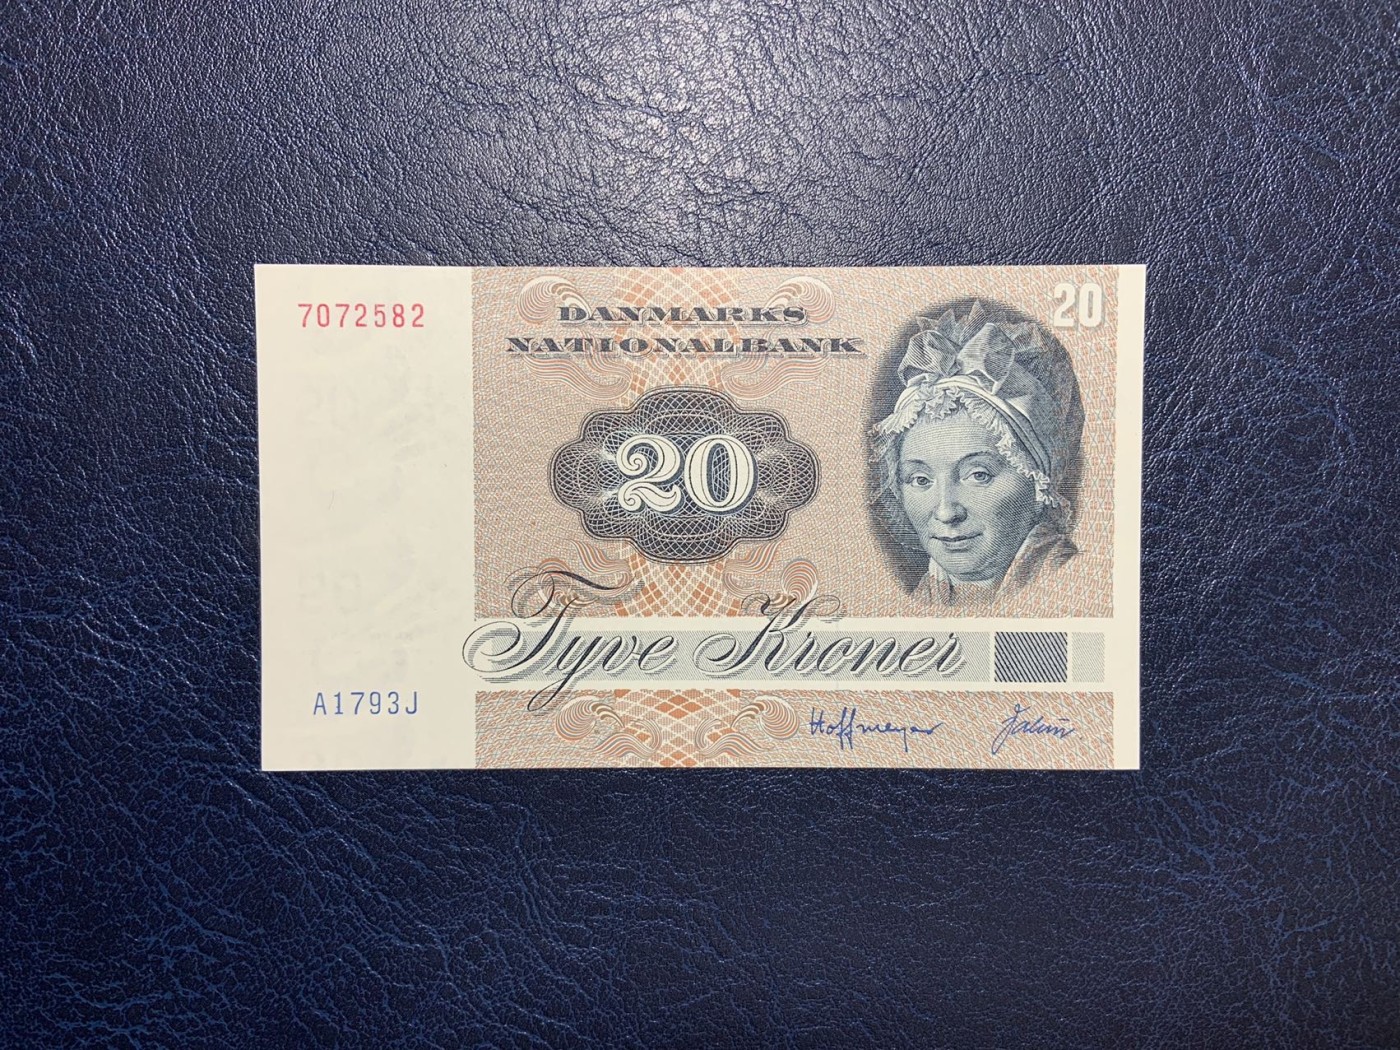 7072582
DANMARKS
NATIONALBANK
20
20
Tyve Kroner
A1793J
Hoffmeyer